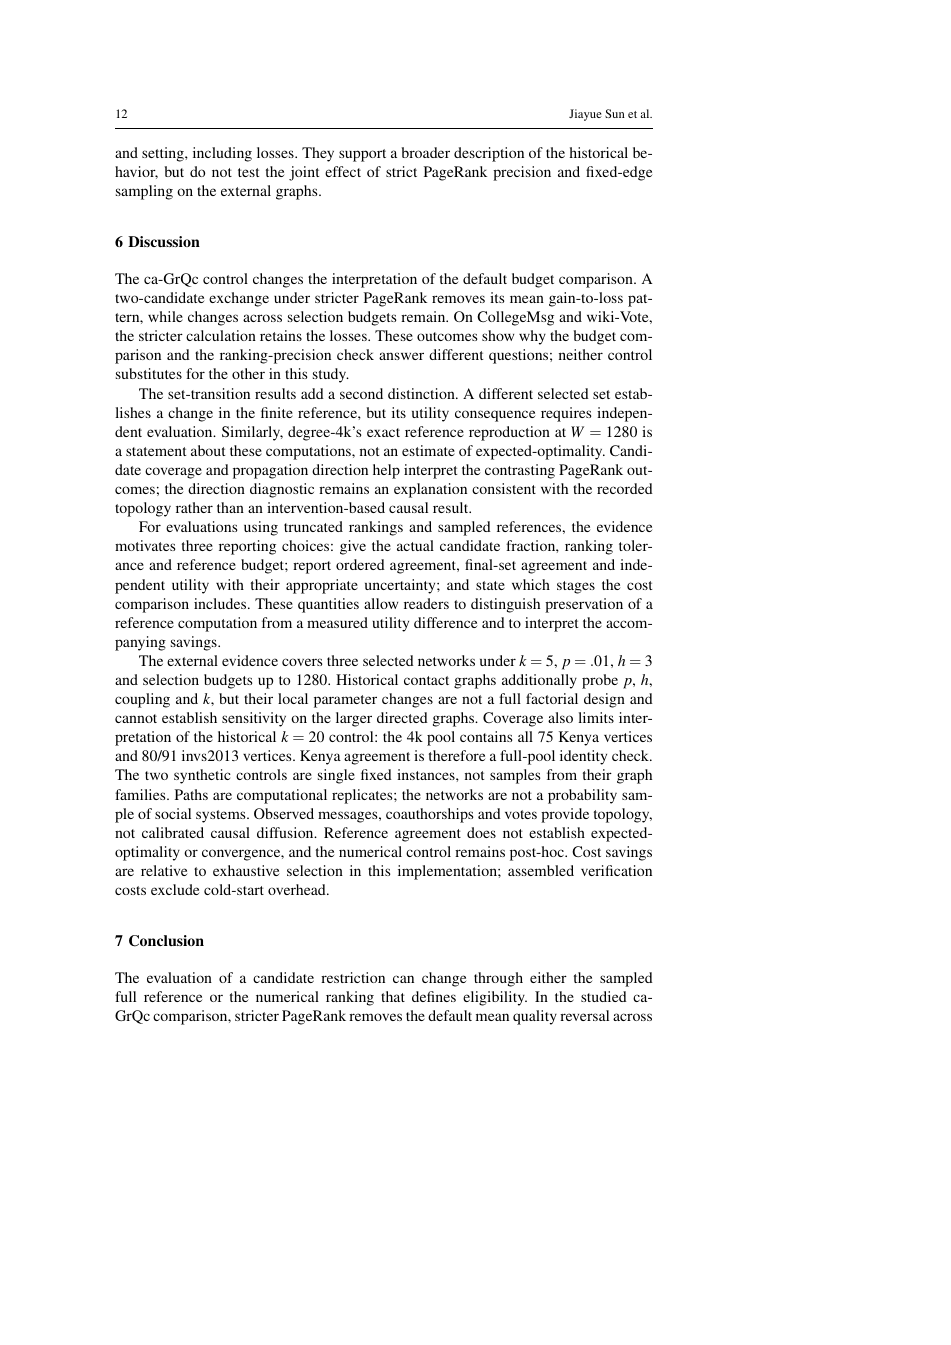 12
Jiayue Sun et al.
and setting, including losses. They support a broader description of the historical be-
havior, but do not test the joint effect of strict PageRank precision and fixed-edge
sampling on the external graphs.
6 Discussion
The ca-GrQc control changes the interpretation of the default budget comparison. A
two-candidate exchange under stricter PageRank removes its mean gain-to-loss pat-
tern, while changes across selection budgets remain. On CollegeMsg and wiki-Vote,
the stricter calculation retains the losses. These outcomes show why the budget com-
parison and the ranking-precision check answer different questions; neither control
substitutes for the other in this study.
The set-transition results add a second distinction. A different selected set estab-
lishes a change in the finite reference, but its utility consequence requires indepen-
dent evaluation. Similarly, degree-4k's exact reference reproduction at W = 1280 is
a statement about these computations, not an estimate of expected-optimality. Candi-
date coverage and propagation direction help interpret the contrasting PageRank out-
comes; the direction diagnostic remains an explanation consistent with the recorded
topology rather than an intervention-based causal result.
For evaluations using truncated rankings and sampled references, the evidence
motivates three reporting choices: give the actual candidate fraction, ranking toler-
ance and reference budget; report ordered agreement, final-set agreement and inde-
pendent utility with their appropriate uncertainty; and state which stages the cost
comparison includes. These quantities allow readers to distinguish preservation of a
reference computation from a measured utility difference and to interpret the accom-
panying savings.
The external evidence covers three selected networks under k = 5, p = .01, h = 3
and selection budgets up to 1280. Historical contact graphs additionally probe p, h,
coupling and k, but their local parameter changes are not a full factorial design and
cannot establish sensitivity on the larger directed graphs. Coverage also limits inter-
pretation of the historical k = 20 control: the 4k pool contains all 75 Kenya vertices
and 80/91 invs2013 vertices. Kenya agreement is therefore a full-pool identity check.
The two synthetic controls are single fixed instances, not samples from their graph
families. Paths are computational replicates; the networks are not a probability sam-
ple of social systems. Observed messages, coauthorships and votes provide topology,
not calibrated causal diffusion. Reference agreement does not establish expected-
optimality or convergence, and the numerical control remains post-hoc. Cost savings
are relative to exhaustive selection in this implementation; assembled verification
costs exclude cold-start overhead.
7 Conclusion
The evaluation of a candidate restriction can change through either the sampled
full reference or the numerical ranking that defines eligibility. In the studied ca-
GrQc comparison, stricter PageRank removes the default mean quality reversal across